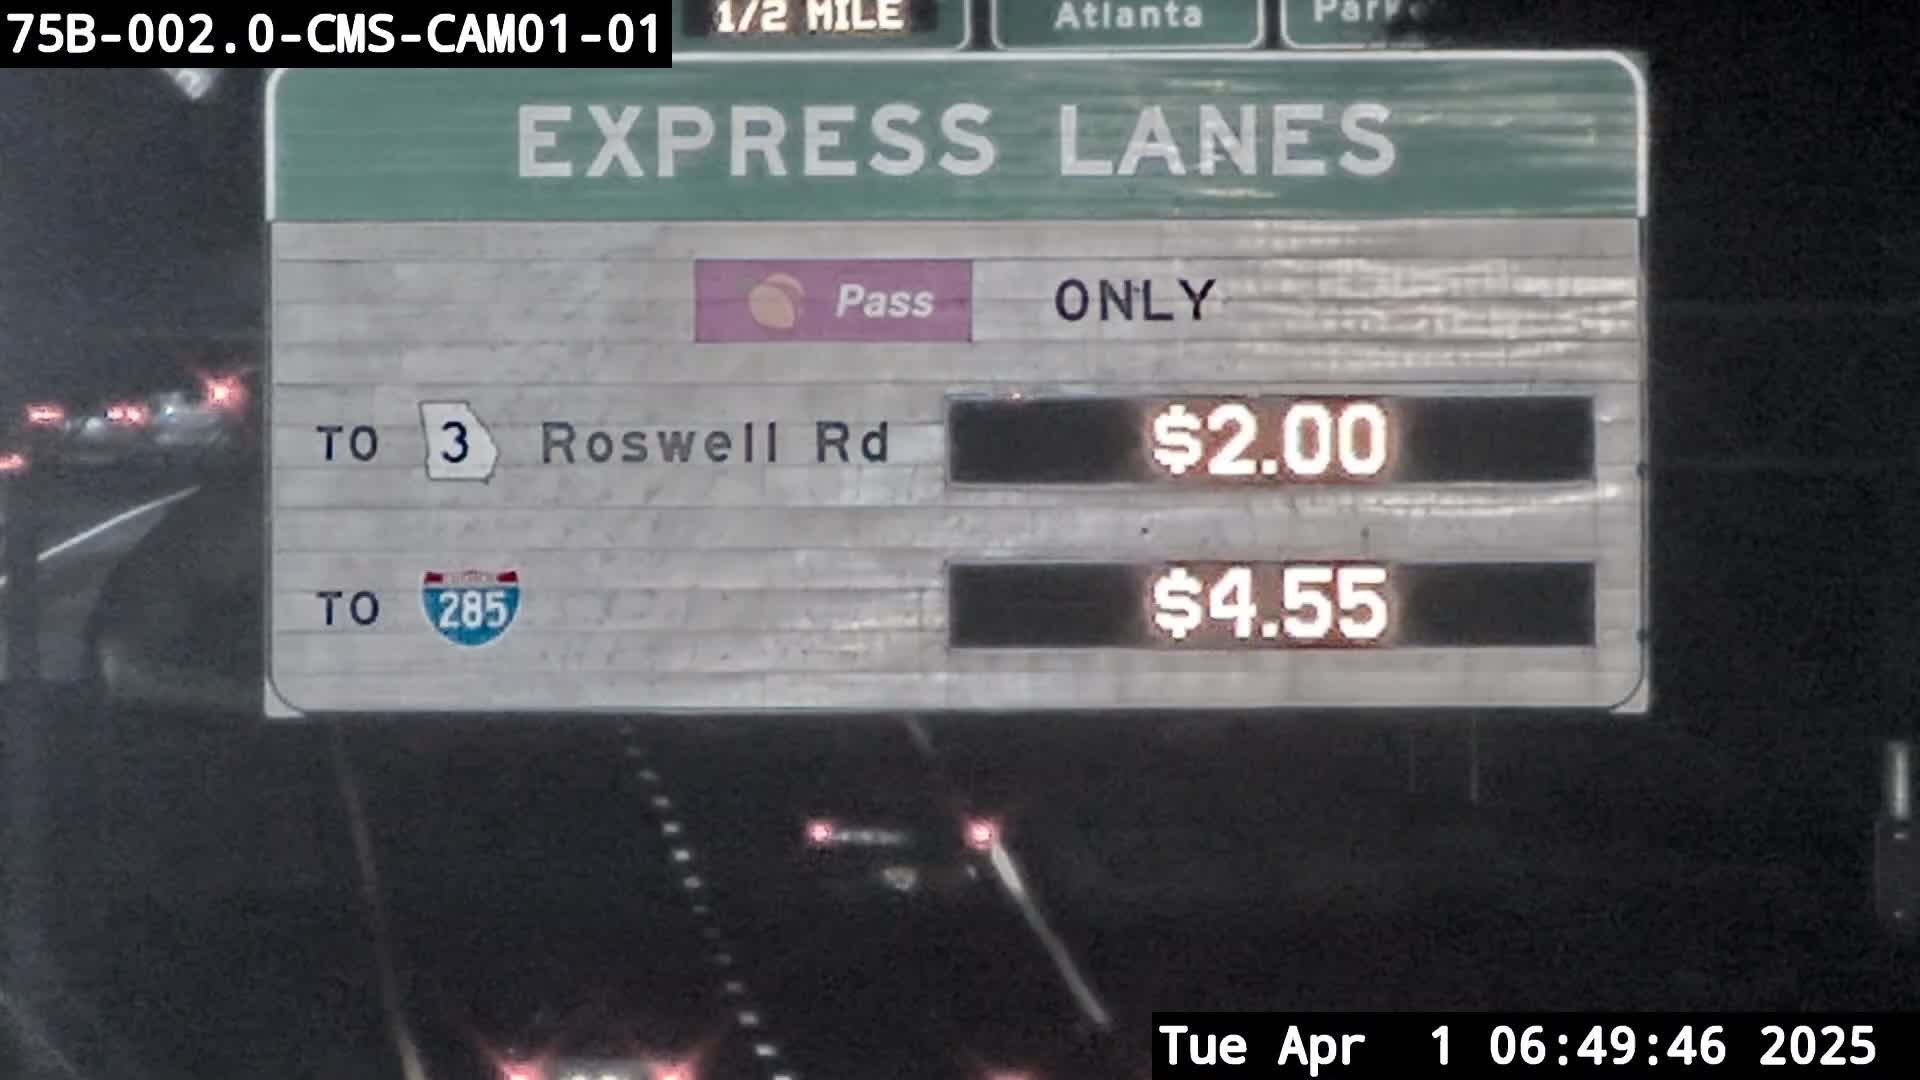 75B-002.0-CMS-CAM01-01
1/2 MILE
Atlanta
EXPRESS LANES
Pass ONLY
TO 3 Roswell Rd $2.00
TO 285 $4.55
Tue Apr 1 06:49:46 2025